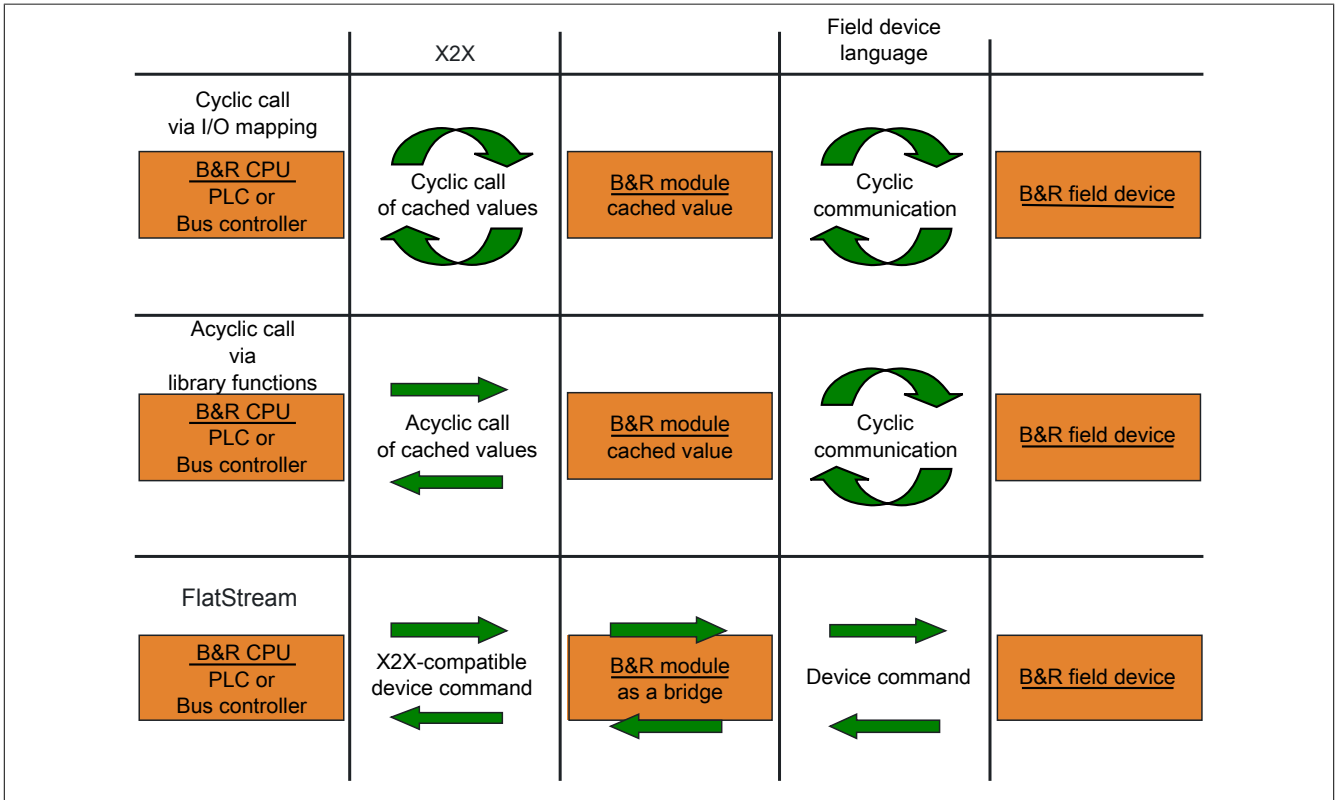 X2X
Field device
language
Cyclic call
via I/O mapping
B&R CPU
PLC or
Bus controller
Cyclic call
of cached values
B&R module
cached value
Cyclic
communication
B&R field device
Acyclic call
via
library functions
B&R CPU
PLC or
Bus controller
Acyclic call
of cached values
B&R module
cached value
Cyclic
communication
B&R field device
FlatStream
B&R CPU
PLC or
Bus controller
X2X-compatible
device command
B&R module
as a bridge
Device command
B&R field device